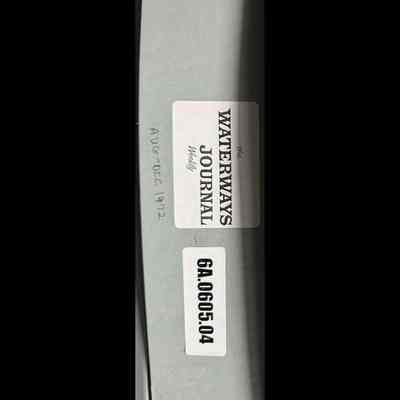 the
WATERWAYS
JOURNAL
Weekly
AUG-DEC 1972
6A.0605.04